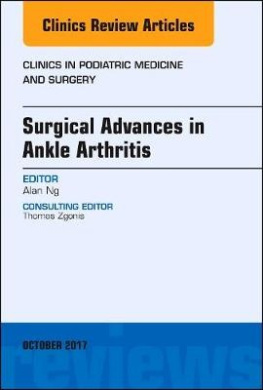 Clinics Review Articles
CLINICS IN PODIATRIC MEDICINE
AND SURGERY
Surgical Advances in
Ankle Arthritis
EDITOR
Alan Ng
CONSULTING EDITOR
Thomas Zgonis
OCTOBER 2017
reviews